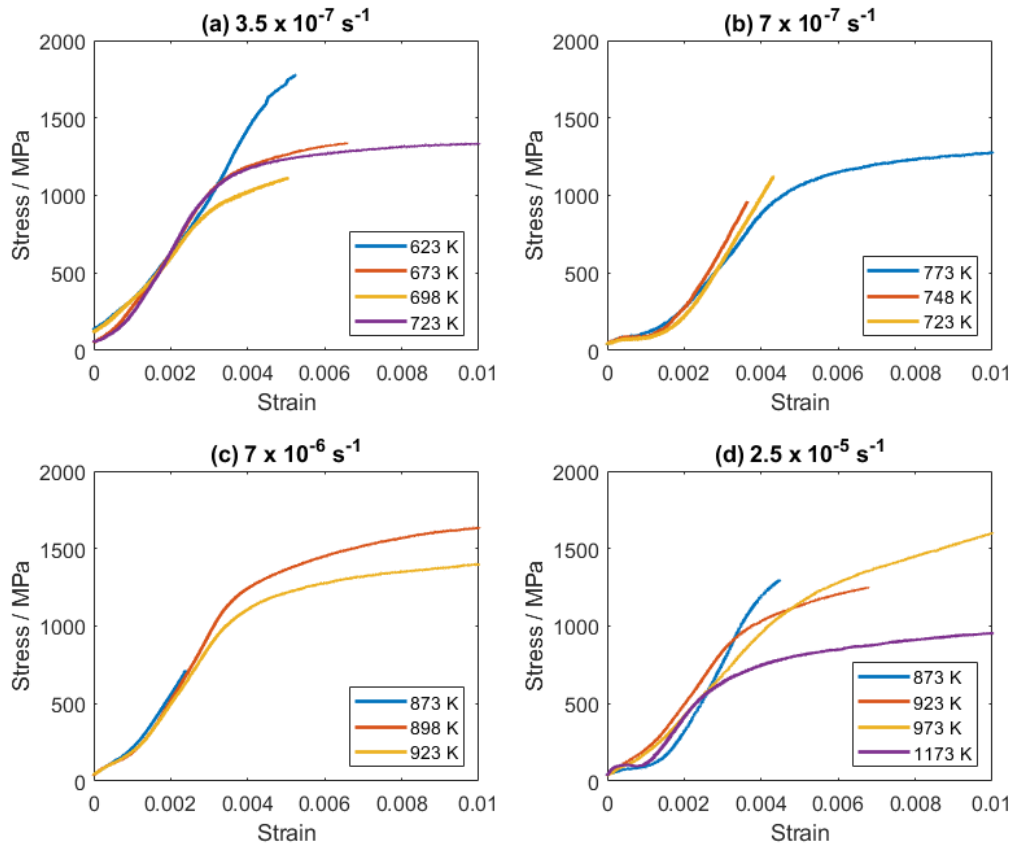 (a) 3.5 x 10⁻⁷ s⁻¹
2000
1500
1000
500
0
Stress / MPa
0 0.002 0.004 0.006 0.008 0.01
Strain
623 K
673 K
698 K
723 K
(b) 7 x 10⁻⁷ s⁻¹
2000
1500
1000
500
0
Stress / MPa
0 0.002 0.004 0.006 0.008 0.01
Strain
773 K
748 K
723 K
(c) 7 x 10⁻⁶ s⁻¹
2000
1500
1000
500
0
Stress / MPa
0 0.002 0.004 0.006 0.008 0.01
Strain
873 K
898 K
923 K
(d) 2.5 x 10⁻⁵ s⁻¹
2000
1500
1000
500
0
Stress / MPa
0 0.002 0.004 0.006 0.008 0.01
Strain
873 K
923 K
973 K
1173 K